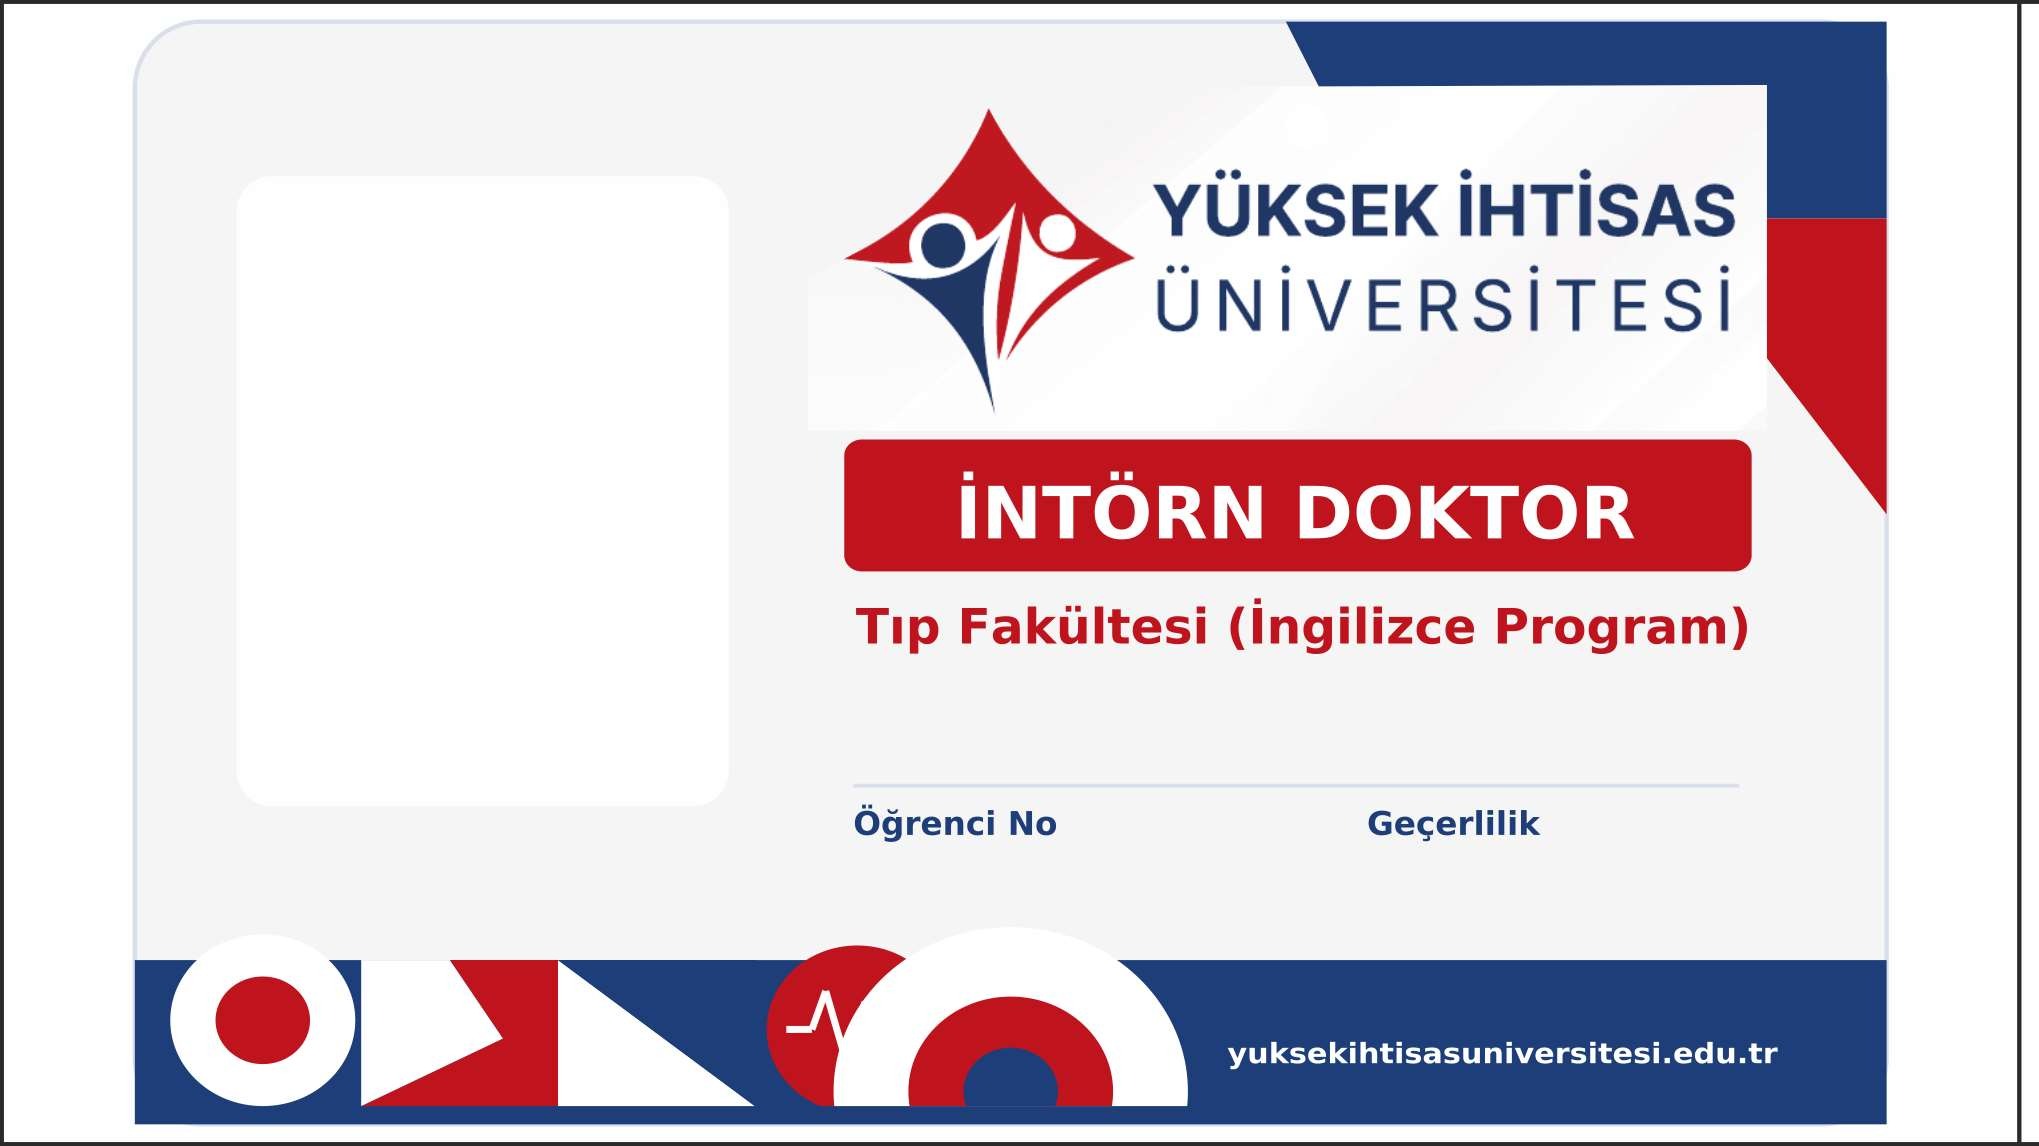 YÜKSEK İHTİSAS
ÜNİVERSİTESİ
İNTÖRN DOKTOR
Tıp Fakültesi (İngilizce Program)
Öğrenci No Geçerlilik
yuksekihtisasuniversitesi.edu.tr